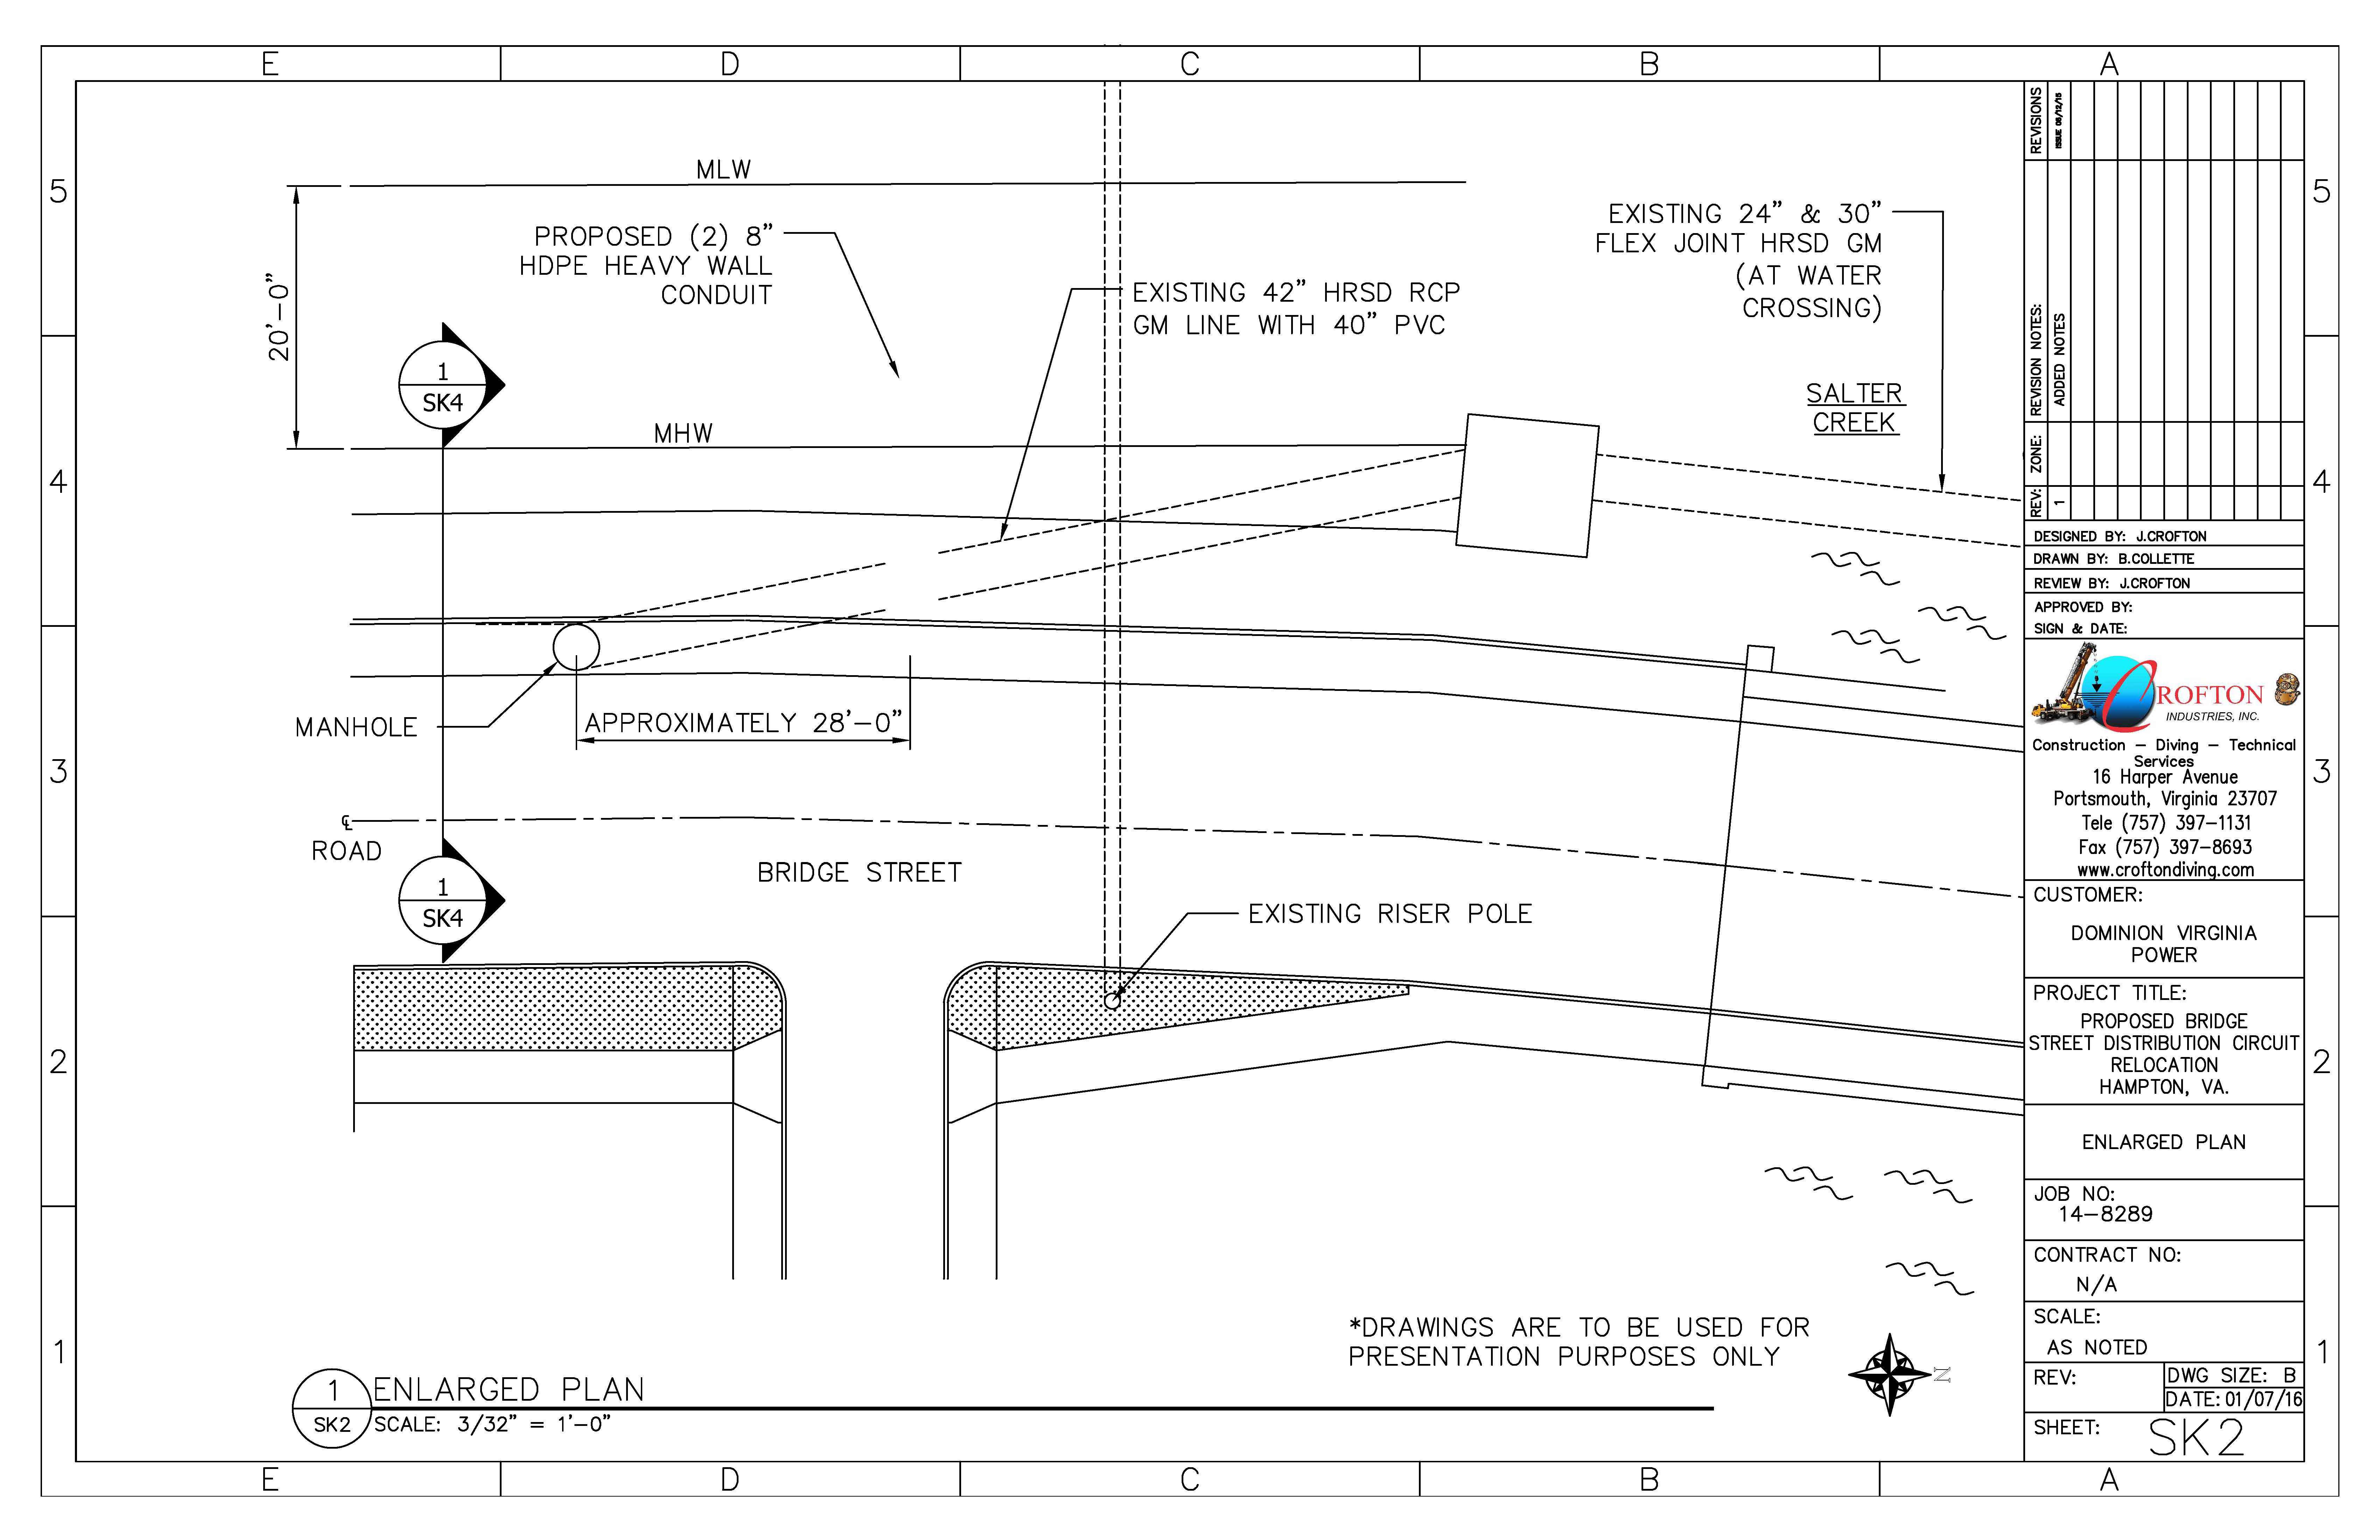 E D C B A
5
4
3
2
1
MLW
20'-0"
PROPOSED (2) 8"
HDPE HEAVY WALL
CONDUIT
EXISTING 42" HRSD RCP
GM LINE WITH 40" PVC
EXISTING 24" & 30"
FLEX JOINT HRSD GM
(AT WATER
CROSSING)
SALTER
CREEK
1
SK4
MHW
MANHOLE
APPROXIMATELY 28'-0"
℄
ROAD
BRIDGE STREET
1
SK4
EXISTING RISER POLE
*DRAWINGS ARE TO BE USED FOR
PRESENTATION PURPOSES ONLY
N
1
SK2
ENLARGED PLAN
SCALE: 3/32" = 1'-0"
REVISIONS
ISSUE 05/12/15
REVISION NOTES:
ADDED NOTES
ZONE:
REV:
1
DESIGNED BY: J.CROFTON
DRAWN BY: B.COLLETTE
REVIEW BY: J.CROFTON
APPROVED BY:
SIGN & DATE:
CROFTON
INDUSTRIES, INC.
Construction – Diving – Technical
Services
16 Harper Avenue
Portsmouth, Virginia 23707
Tele (757) 397-1131
Fax (757) 397-8693
www.croftondiving.com
CUSTOMER:
DOMINION VIRGINIA
POWER
PROJECT TITLE:
PROPOSED BRIDGE
STREET DISTRIBUTION CIRCUIT
RELOCATION
HAMPTON, VA.
ENLARGED PLAN
JOB NO:
14-8289
CONTRACT NO:
N/A
SCALE:
AS NOTED
REV:
DWG SIZE: B
DATE: 01/07/16
SHEET: SK2
5
4
3
2
1
E D C B A